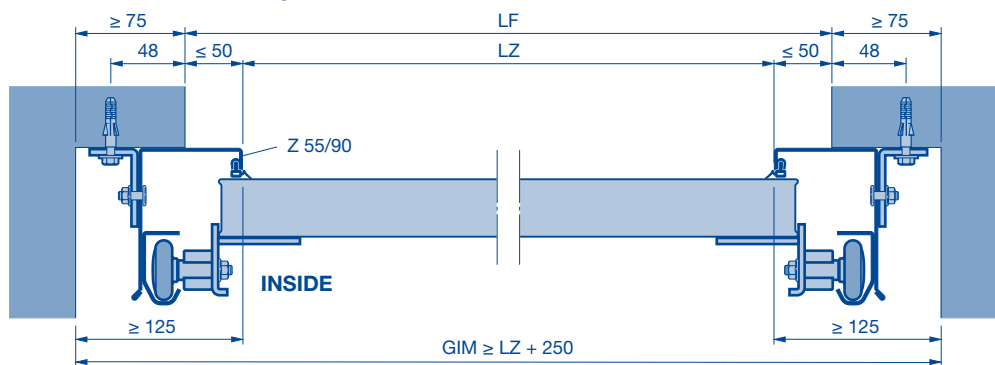 ≥ 75 LF ≥ 75
48 ≤ 50 LZ ≤ 50 48
Z 55/90
INSIDE
≥ 125 ≥ 125
GIM ≥ LZ + 250